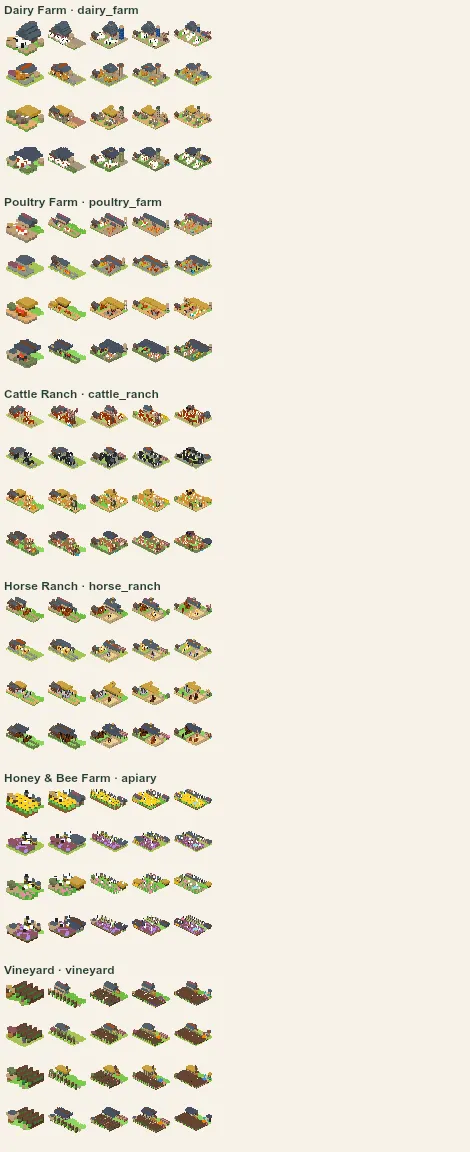 Dairy Farm · dairy_farm
Poultry Farm · poultry_farm
Cattle Ranch · cattle_ranch
Horse Ranch · horse_ranch
Honey & Bee Farm · apiary
Vineyard · vineyard